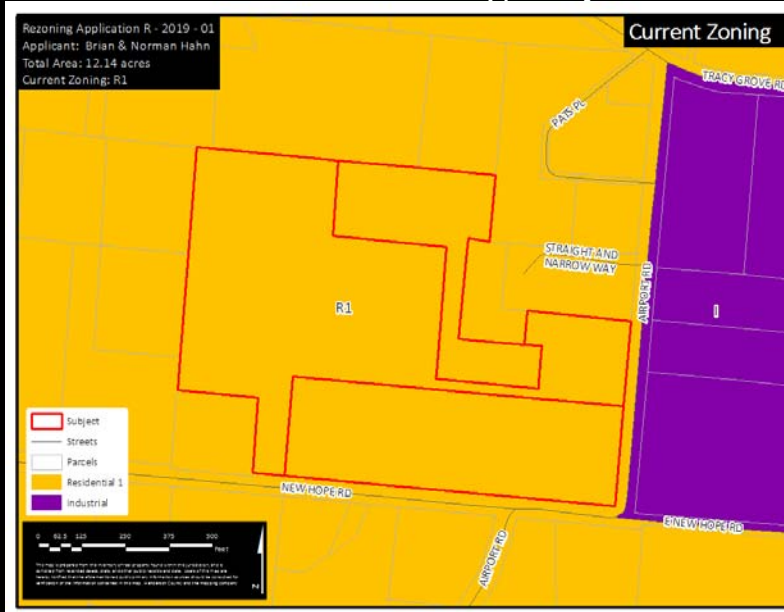 Rezoning Application R - 2019 - 01
Applicant: Brian & Norman Hahn
Total Area: 12.14 acres
Current Zoning: R1
Current Zoning
TRACY GROVE RD
PATS PL
STRAIGHT AND
NARROW WAY
AIRPORT RD
R1
I
Subject
Streets
Parcels
Residential 1
Industrial
NEW HOPE RD
E NEW HOPE RD
AIRPORT RD
0 62.5 125 250 375 500
Feet
N